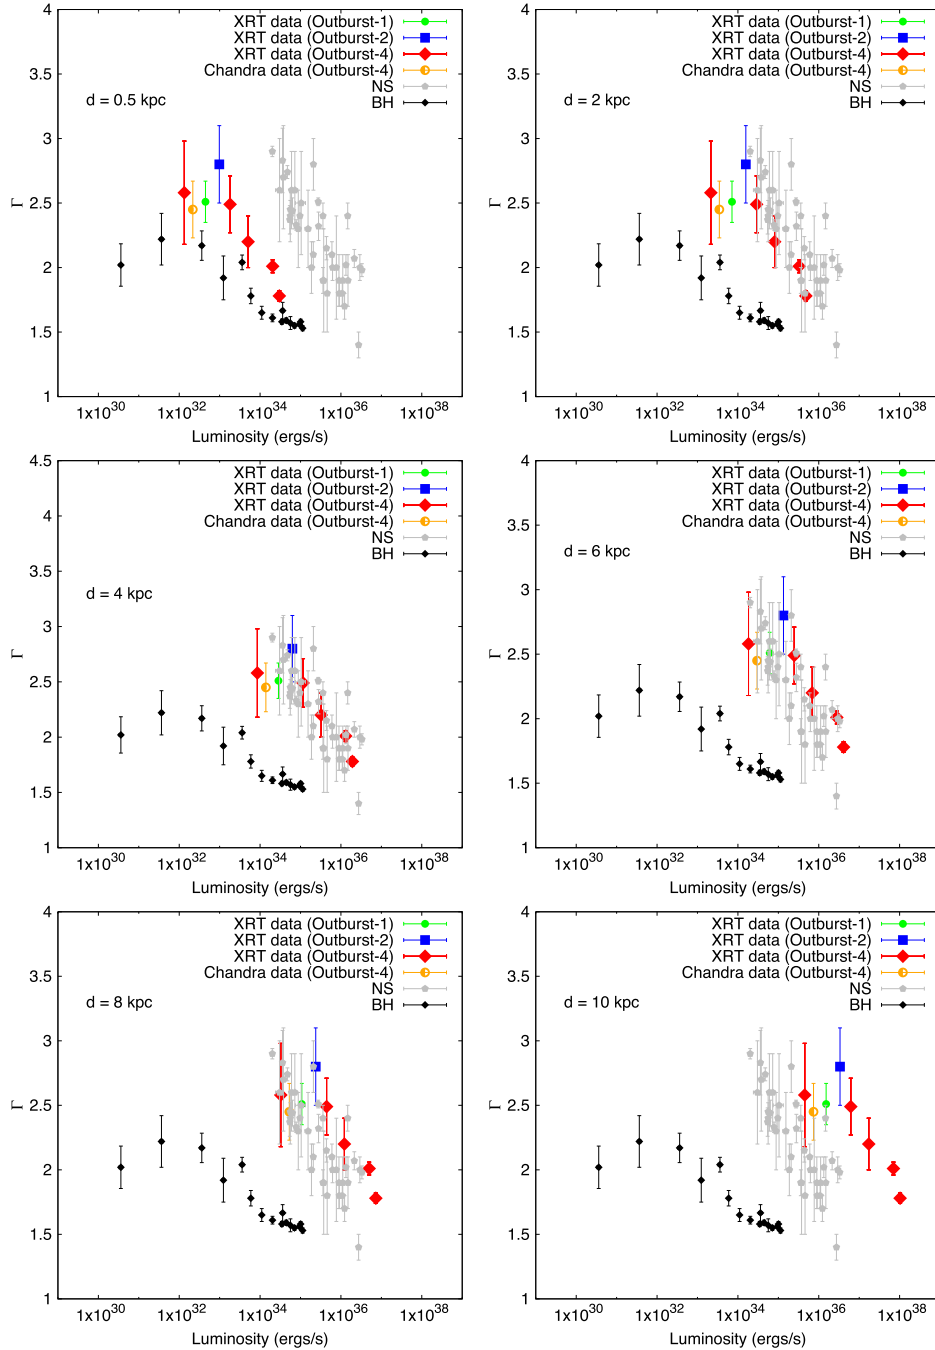 4
3.5
3
2.5
2
1.5
1
Γ
d = 0.5 kpc
XRT data (Outburst-1)
XRT data (Outburst-2)
XRT data (Outburst-4)
Chandra data (Outburst-4)
NS
BH
1x10^30 1x10^32 1x10^34 1x10^36 1x10^38
Luminosity (ergs/s)
4
3.5
3
2.5
2
1.5
1
Γ
d = 2 kpc
XRT data (Outburst-1)
XRT data (Outburst-2)
XRT data (Outburst-4)
Chandra data (Outburst-4)
NS
BH
1x10^30 1x10^32 1x10^34 1x10^36 1x10^38
Luminosity (ergs/s)
4.5
4
3.5
3
2.5
2
1.5
1
Γ
d = 4 kpc
XRT data (Outburst-1)
XRT data (Outburst-2)
XRT data (Outburst-4)
Chandra data (Outburst-4)
NS
BH
1x10^30 1x10^32 1x10^34 1x10^36 1x10^38
Luminosity (ergs/s)
4
3.5
3
2.5
2
1.5
1
Γ
d = 6 kpc
XRT data (Outburst-1)
XRT data (Outburst-2)
XRT data (Outburst-4)
Chandra data (Outburst-4)
NS
BH
1x10^30 1x10^32 1x10^34 1x10^36 1x10^38
Luminosity (ergs/s)
4
3.5
3
2.5
2
1.5
1
Γ
d = 8 kpc
XRT data (Outburst-1)
XRT data (Outburst-2)
XRT data (Outburst-4)
Chandra data (Outburst-4)
NS
BH
1x10^30 1x10^32 1x10^34 1x10^36 1x10^38
Luminosity (ergs/s)
4
3.5
3
2.5
2
1.5
1
Γ
d = 10 kpc
XRT data (Outburst-1)
XRT data (Outburst-2)
XRT data (Outburst-4)
Chandra data (Outburst-4)
NS
BH
1x10^30 1x10^32 1x10^34 1x10^36 1x10^38
Luminosity (ergs/s)